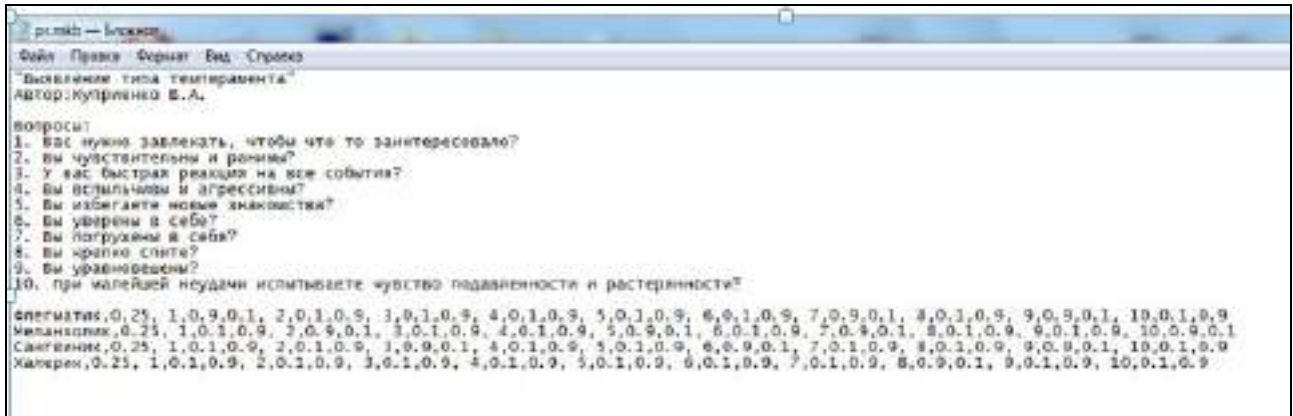 pr.mkb — Блокнот
Файл Правка Формат Вид Справка
"Выявление типа темперамента"
Автор:Куприенко В.А.
вопросы:
1. Вас нужно завлекать, чтобы что то заинтересовало?
2. Вы чувствительны и ранимы?
3. У вас быстрая реакция на все события?
4. Вы вспыльчивы и агрессивны?
5. Вы избегаете новые знакомства?
6. Вы уверены в себе?
7. Вы погружены в себя?
8. Вы крепко спите?
9. Вы уравновешены?
10. При малейшей неудачи испытываете чувство подавленности и растерянности?
Флегматик,0.25, 1,0.9,0.1, 2,0.1,0.9, 3,0.1,0.9, 4,0.1,0.9, 5,0.1,0.9, 6,0.1,0.9, 7,0.9,0.1, 8,0.1,0.9, 9,0.9,0.1, 10,0.1,0.9
Меланхолик,0.25, 1,0.1,0.9, 2,0.9,0.1, 3,0.1,0.9, 4,0.1,0.9, 5,0.9,0.1, 6,0.1,0.9, 7,0.9,0.1, 8,0.1,0.9, 9,0.1,0.9, 10,0.9,0.1
Сангвиник,0.25, 1,0.1,0.9, 2,0.1,0.9, 3,0.9,0.1, 4,0.1,0.9, 5,0.1,0.9, 6,0.9,0.1, 7,0.1,0.9, 8,0.1,0.9, 9,0.9,0.1, 10,0.1,0.9
Халерик,0.25, 1,0.1,0.9, 2,0.1,0.9, 3,0.1,0.9, 4,0.1,0.9, 5,0.1,0.9, 6,0.1,0.9, 7,0.1,0.9, 8,0.9,0.1, 9,0.1,0.9, 10,0.1,0.9